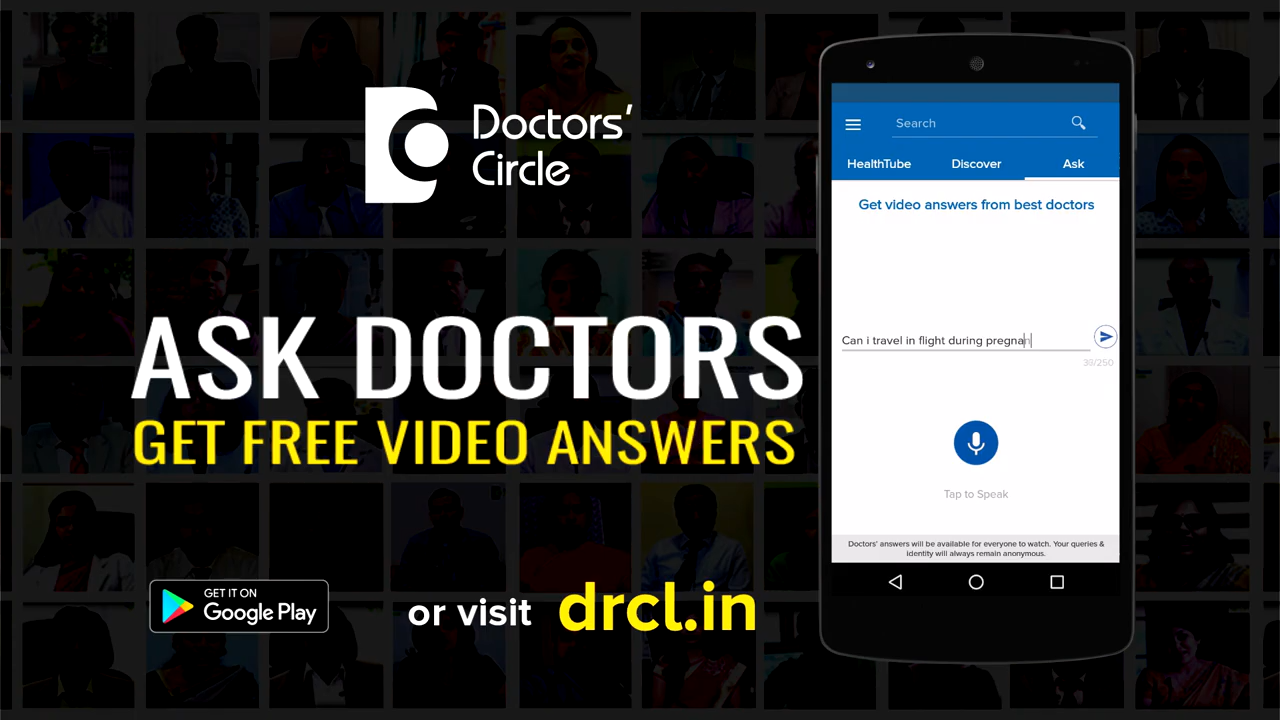 Doctors'
Circle
ASK DOCTORS
GET FREE VIDEO ANSWERS
GET IT ON
Google Play
or visit drcl.in
Search
HealthTube Discover Ask
Get video answers from best doctors
Can i travel in flight during pregnan
/250
Tap to Speak
Doctors' answers will be available for everyone to watch. Your queries &
identity will always remain anonymous.